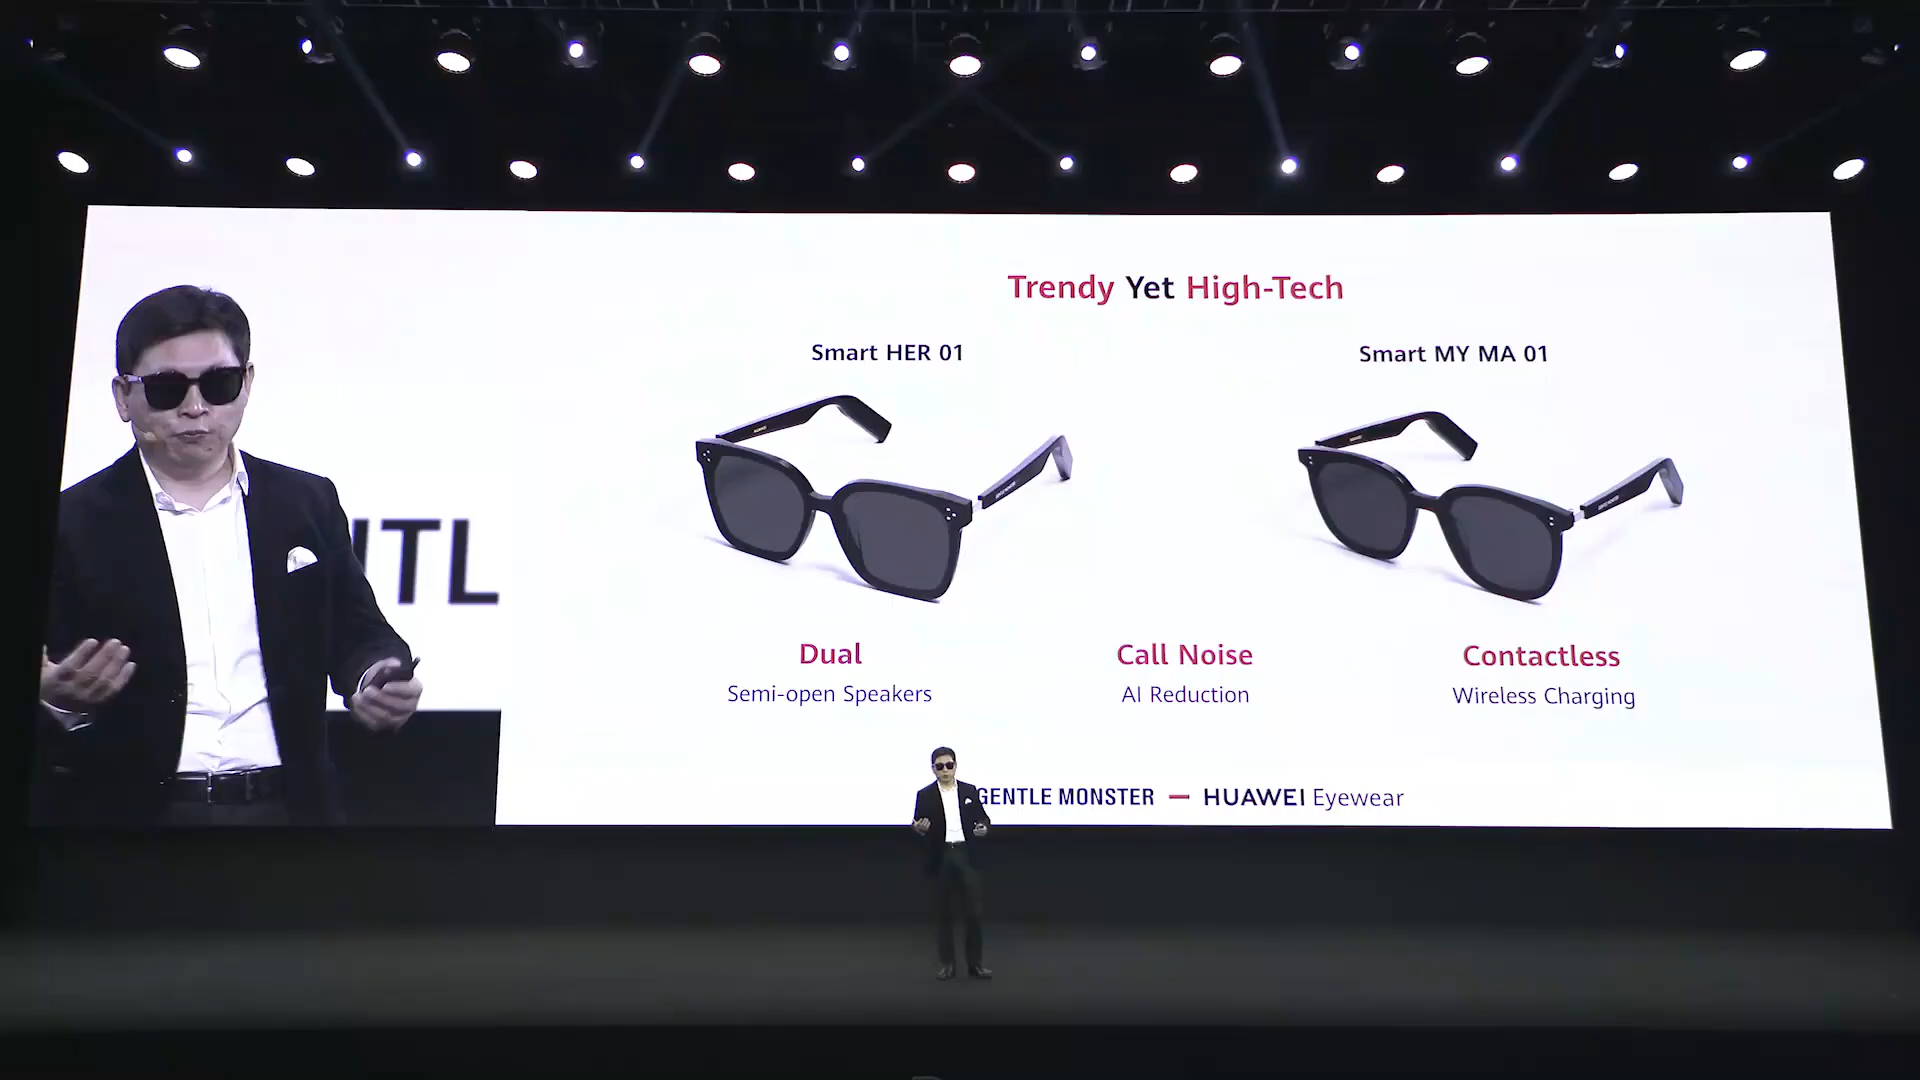 Trendy Yet High-Tech
Smart HER 01
Smart MY MA 01
NTL
Dual
Semi-open Speakers
Call Noise
AI Reduction
Contactless
Wireless Charging
GENTLE MONSTER — HUAWEI Eyewear